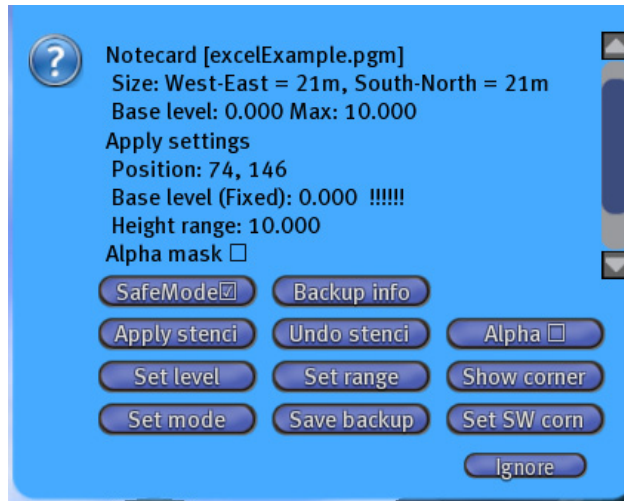 Notecard [excelExample.pgm]
Size: West-East = 21m, South-North = 21m
Base level: 0.000 Max: 10.000
Apply settings
Position: 74, 146
Base level (Fixed): 0.000 !!!!!!
Height range: 10.000
Alpha mask ☐
SafeMode☑ Backup info
Apply stenci Undo stenci Alpha ☐
Set level Set range Show corner
Set mode Save backup Set SW corn
Ignore